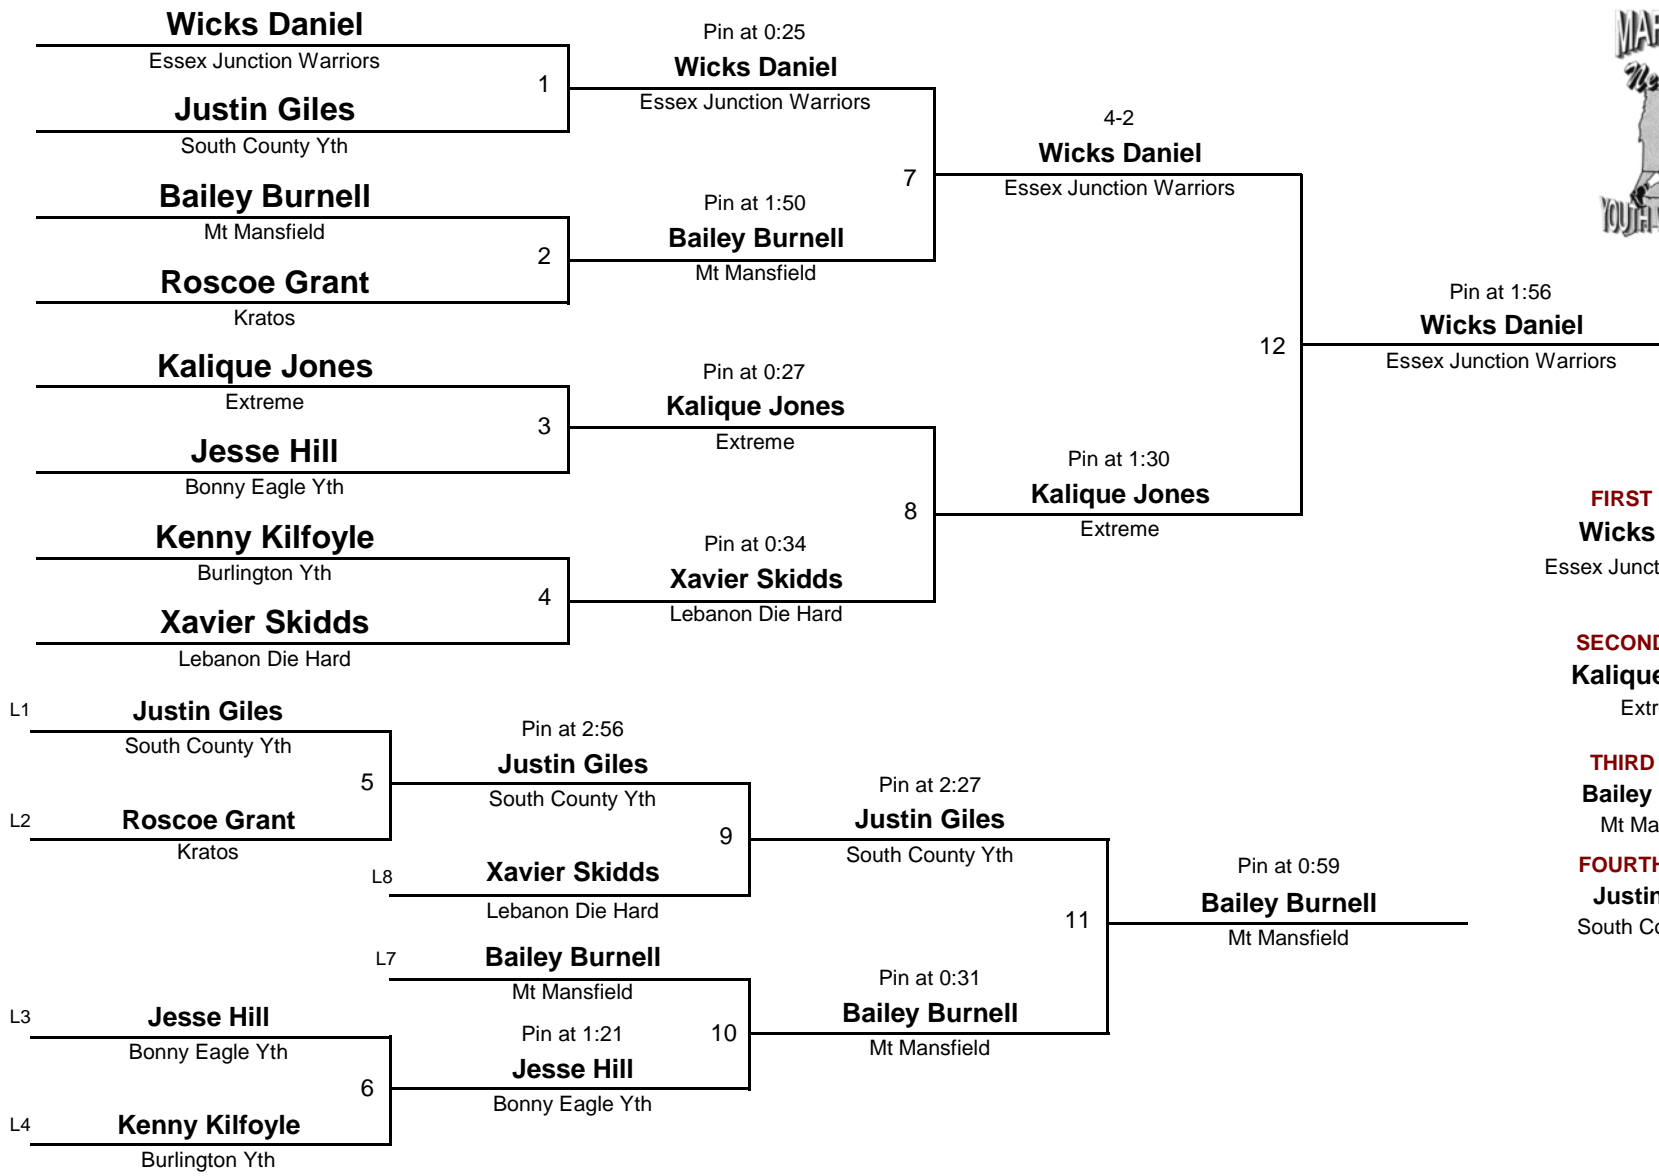 Wicks Daniel
Essex Junction Warriors
1
Justin Giles
South County Yth
Bailey Burnell
Mt Mansfield
2
Roscoe Grant
Kratos
Kalique Jones
Extreme
3
Jesse Hill
Bonny Eagle Yth
Kenny Kilfoyle
Burlington Yth
4
Xavier Skidds
Lebanon Die Hard
Pin at 0:25
Wicks Daniel
Essex Junction Warriors
7
Pin at 1:50
Bailey Burnell
Mt Mansfield
Pin at 0:27
Kalique Jones
Extreme
8
Pin at 0:34
Xavier Skidds
Lebanon Die Hard
4-2
Wicks Daniel
Essex Junction Warriors
12
Pin at 1:30
Kalique Jones
Extreme
Pin at 1:56
Wicks Daniel
Essex Junction Warriors
L1
Justin Giles
South County Yth
5
L2
Roscoe Grant
Kratos
Pin at 2:56
Justin Giles
South County Yth
9
L8
Xavier Skidds
Lebanon Die Hard
L7
Bailey Burnell
Mt Mansfield
10
L3
Jesse Hill
Bonny Eagle Yth
6
L4
Kenny Kilfoyle
Burlington Yth
Pin at 1:21
Jesse Hill
Bonny Eagle Yth
Pin at 2:27
Justin Giles
South County Yth
11
Pin at 0:31
Bailey Burnell
Mt Mansfield
Pin at 0:59
Bailey Burnell
Mt Mansfield
YOUTH
FIRST
Wicks
Essex Junct
SECOND
Kalique
Extr
THIRD
Bailey
Mt Ma
FOURTH
Justin
South Co